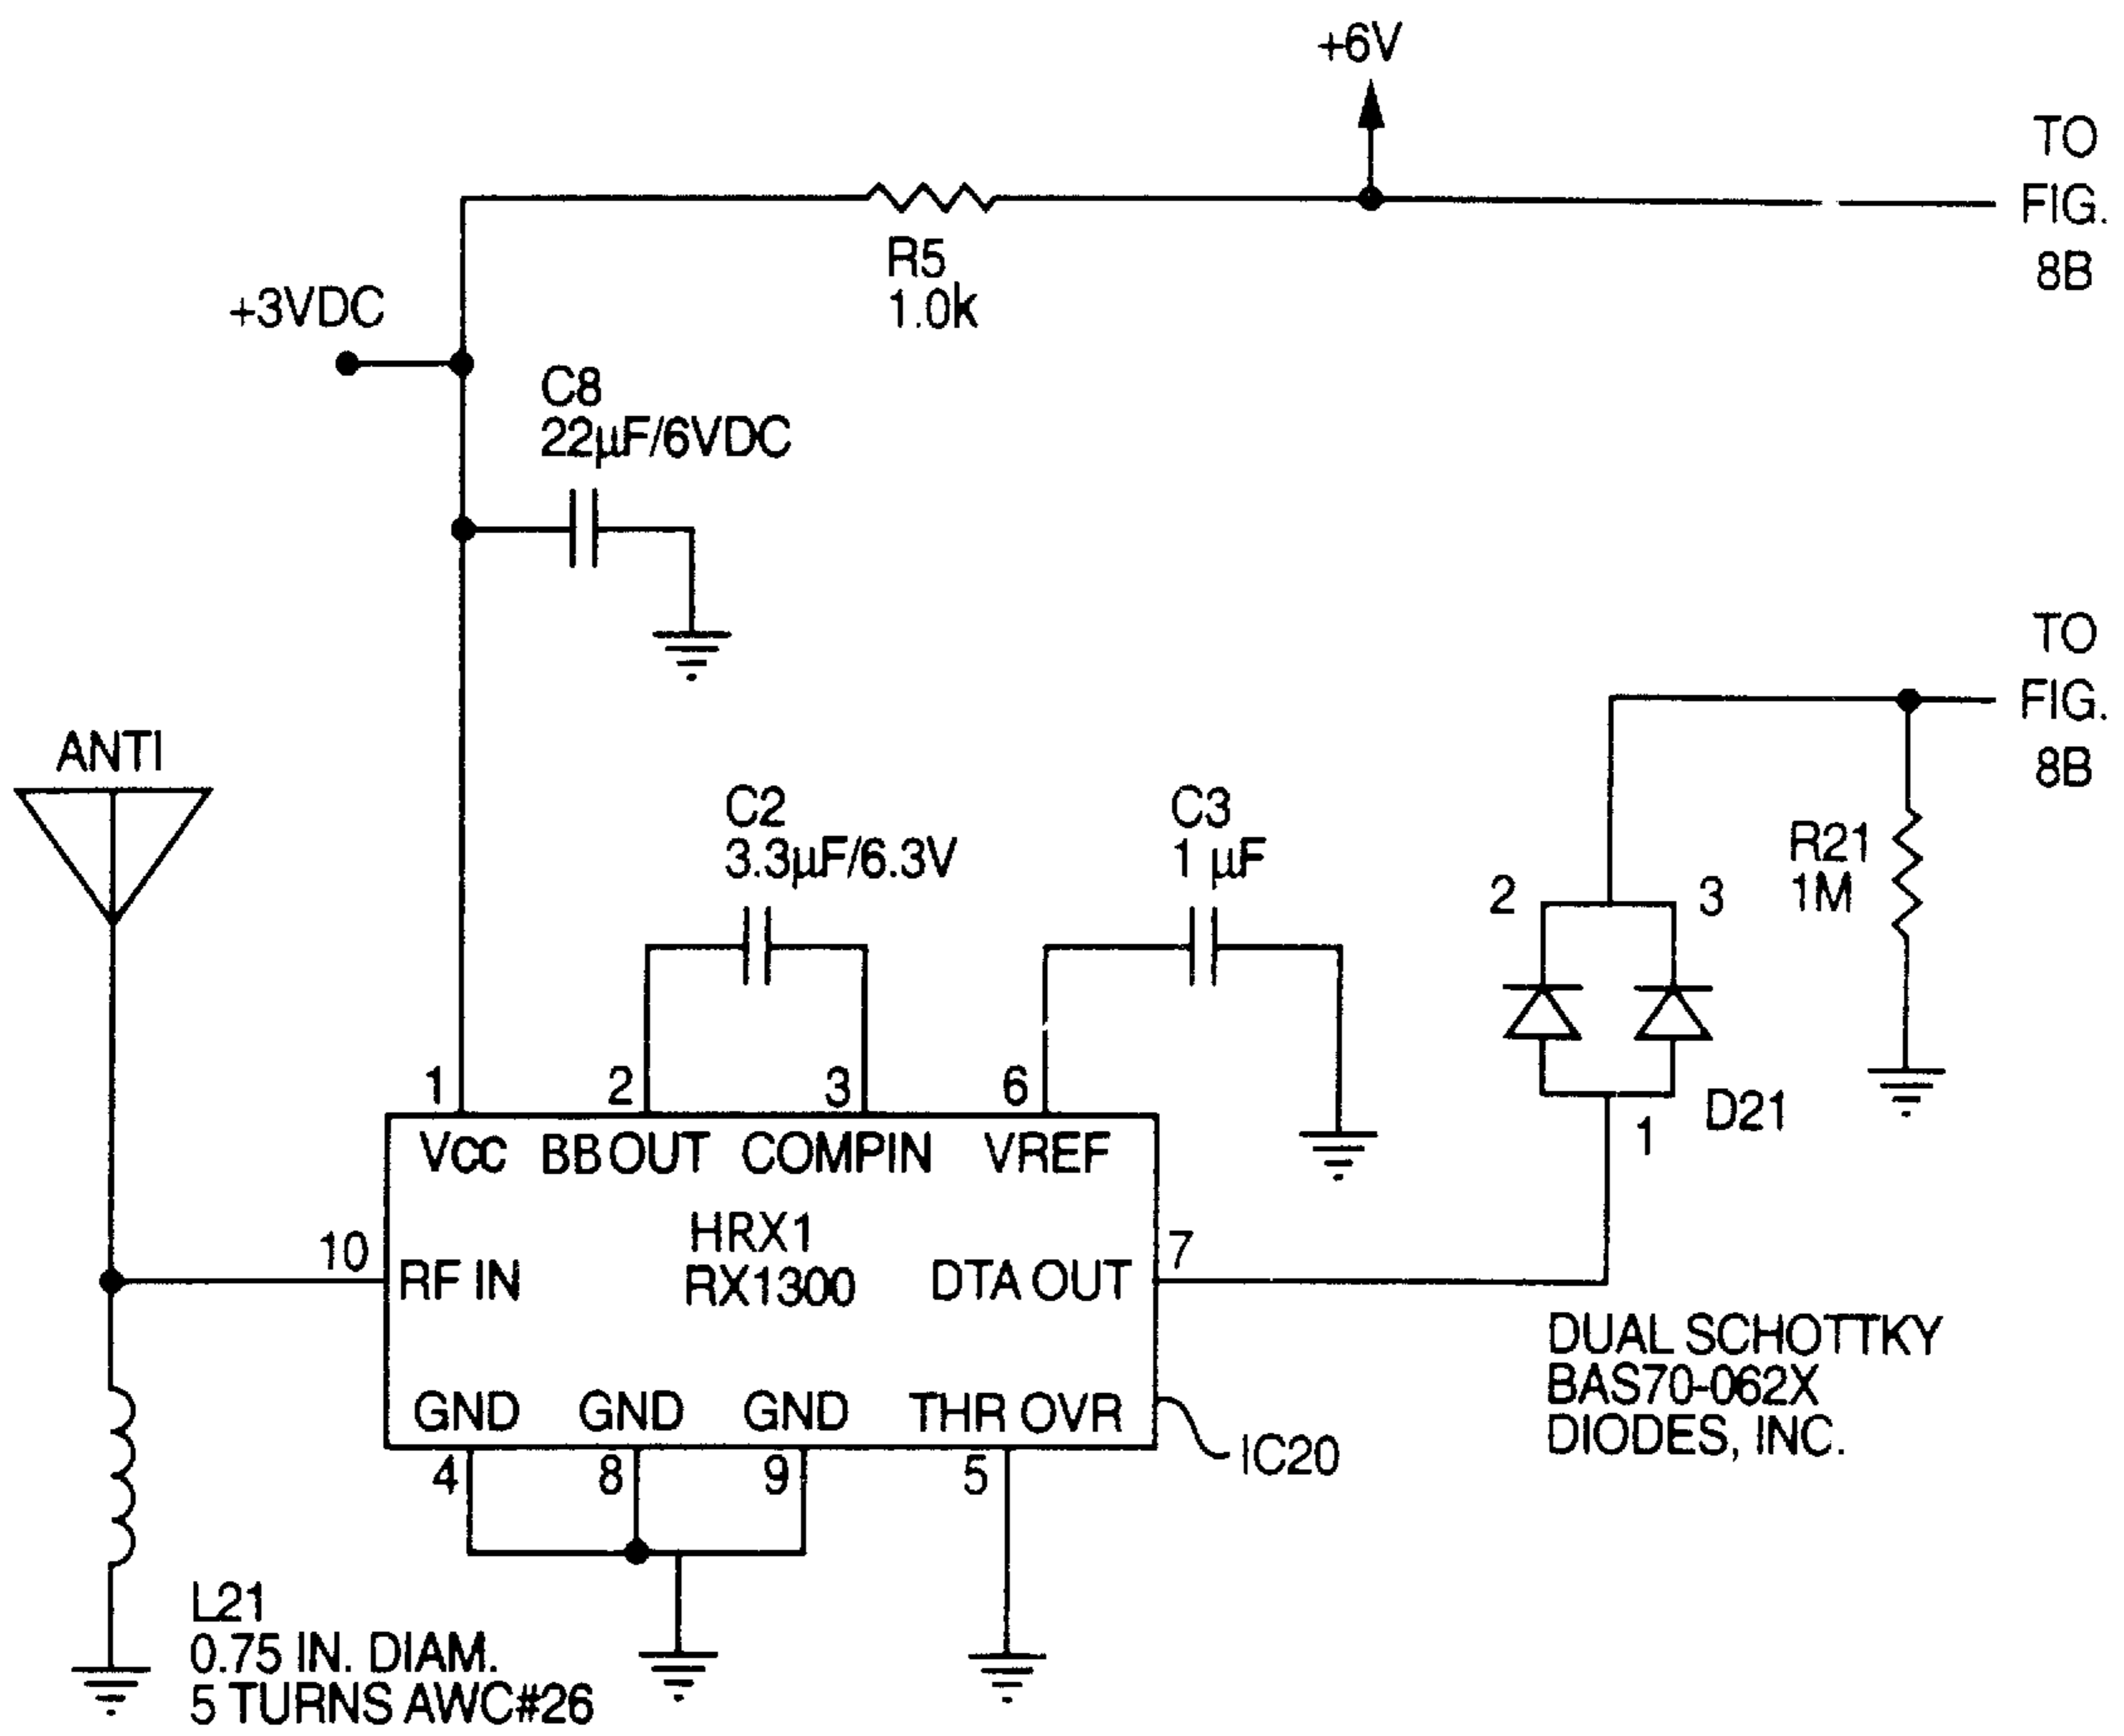 +6V
TO
FIG.
8B
R5
1.0k
+3VDC
C8
22µF/6VDC
TO
FIG.
8B
ANTI
C2
3.3µF/6.3V
C3
1 µF
R21
1M
2
3
1
2
3
6
D21
1
VCC
BB OUT
COMPIN
VREF
HRX1
RX1300
10
RF IN
DTA OUT
7
DUAL SCHOTTKY
BAS70-062X
DIODES, INC.
GND
GND
GND
THR OVR
IC20
4
8
9
5
L21
0.75 IN. DIAM.
5 TURNS AWC#26